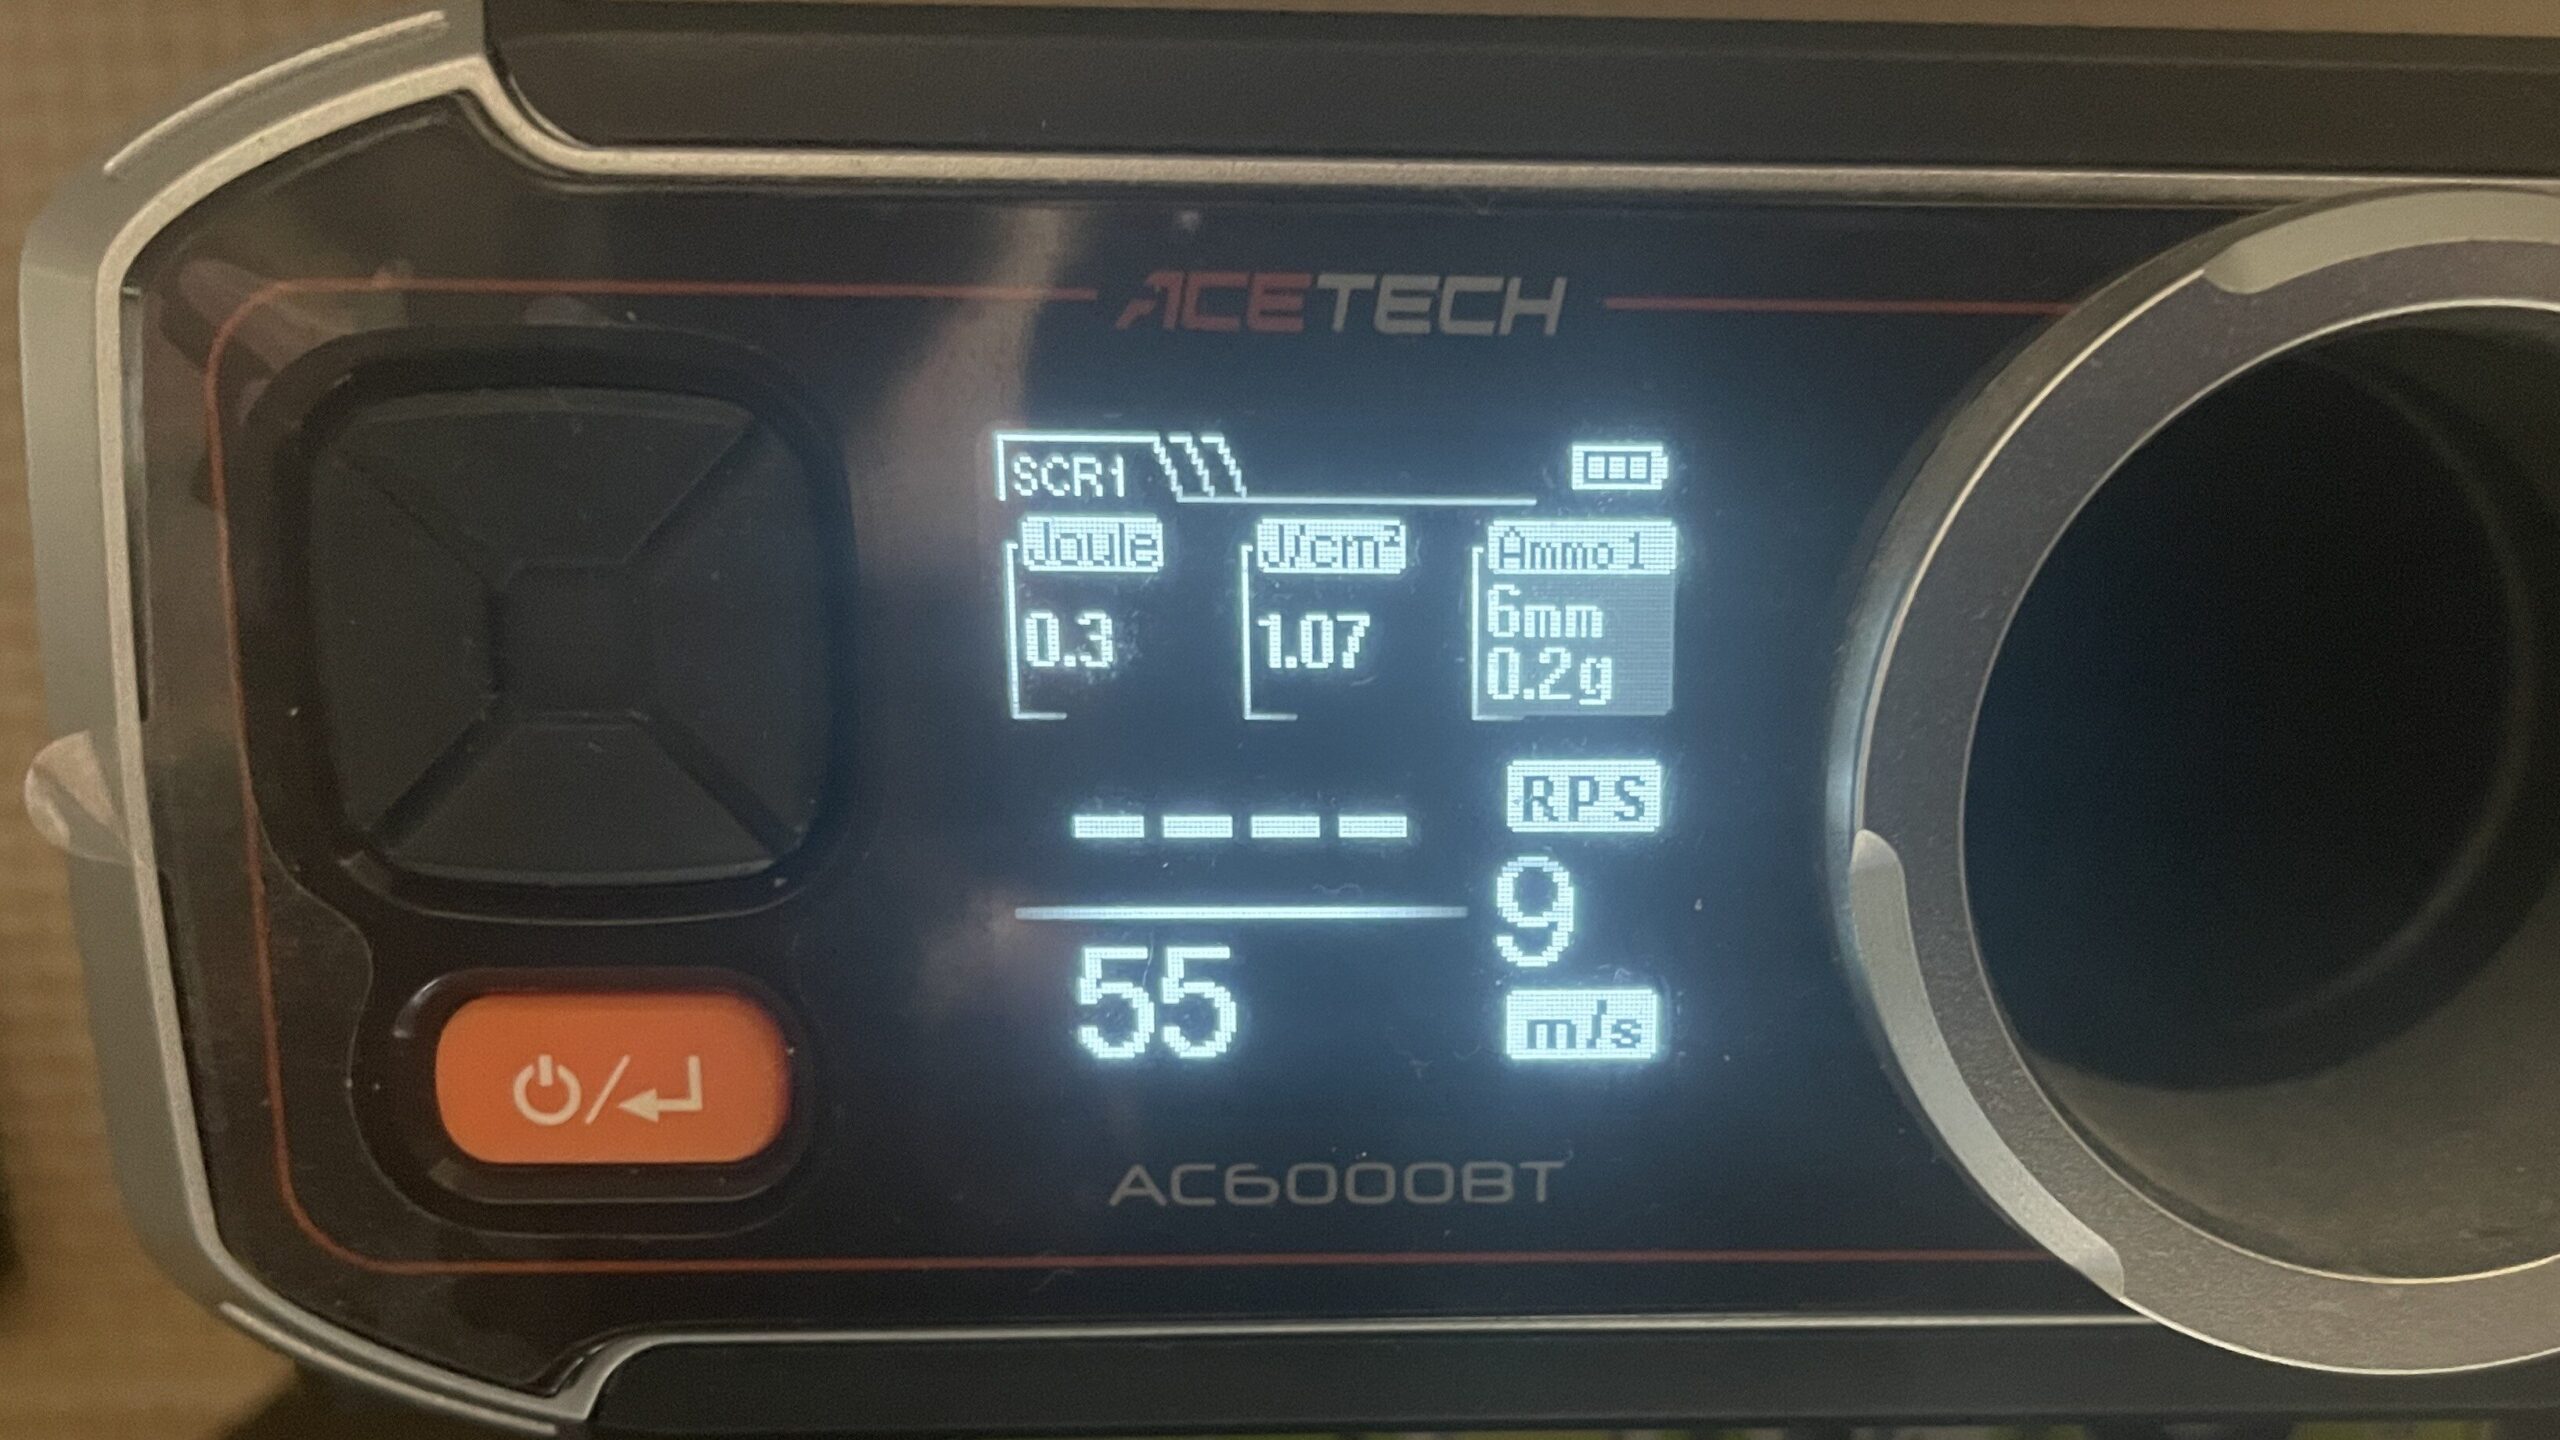 ACETECH
SCR1
Joule J/cm² Ammo 1
0.3 1.07 6mm
0.2g
RPS
---- 9
55 m/s
AC6000BT